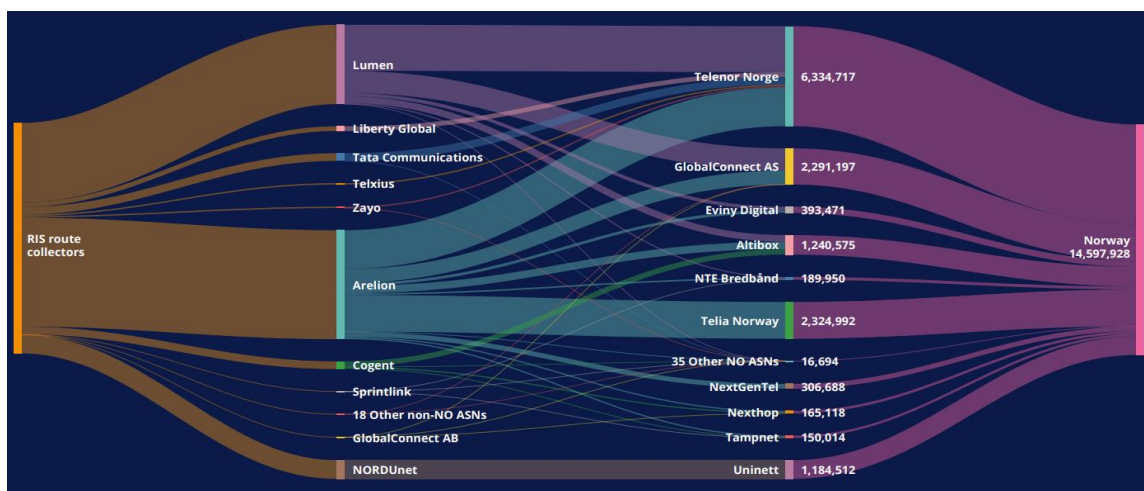 RIS route
collectors
Lumen
Liberty Global
Tata Communications
Telxius
Zayo
Arelion
Cogent
Sprintlink
18 Other non-NO ASNs
GlobalConnect AB
NORDUnet
Telenor Norge 6,334,717
GlobalConnect AS 2,291,197
Eviny Digital 393,471
Altibox 1,240,575
NTE Bredbånd 189,950
Telia Norway 2,324,992
35 Other NO ASNs 16,694
NextGenTel 306,688
Nexthop 165,118
Tampnet 150,014
Uninett 1,184,512
Norway
14,597,928